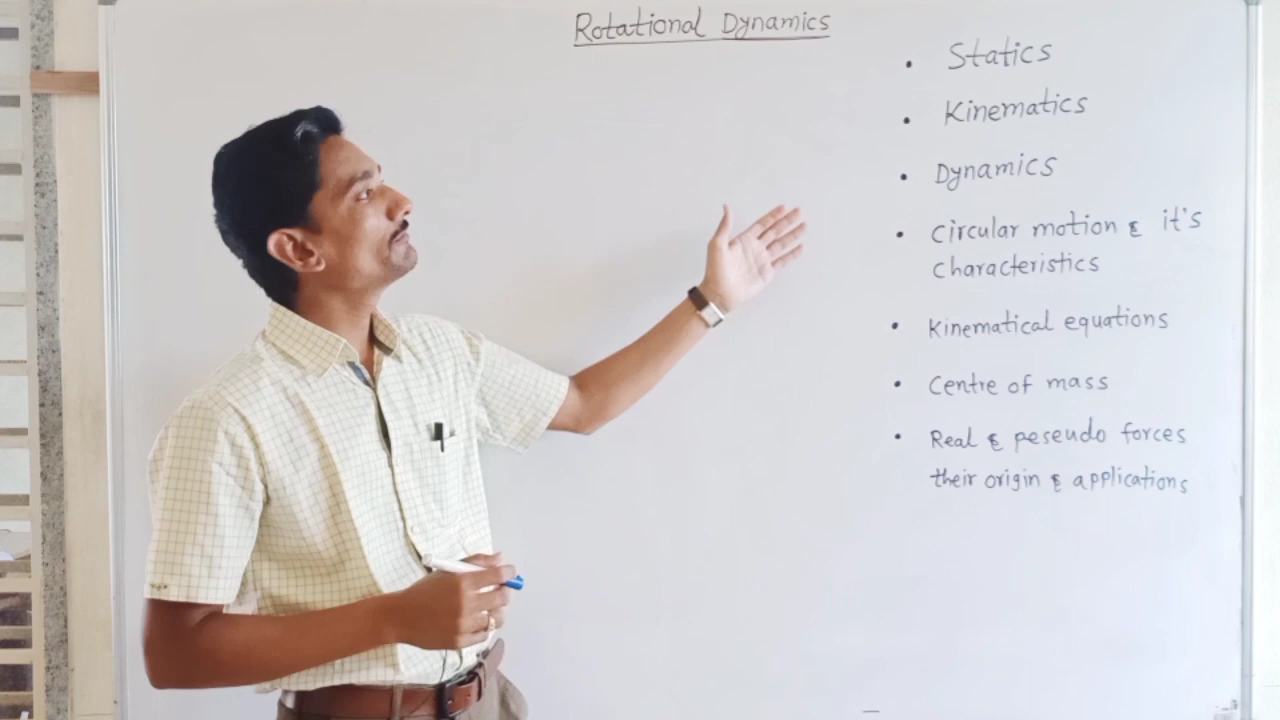 Rotational Dynamics
• Statics
• Kinematics
• Dynamics
• Circular motion & it's
characteristics
• Kinematical equations
• Centre of mass
• Real & peseudo forces
their origin & applications